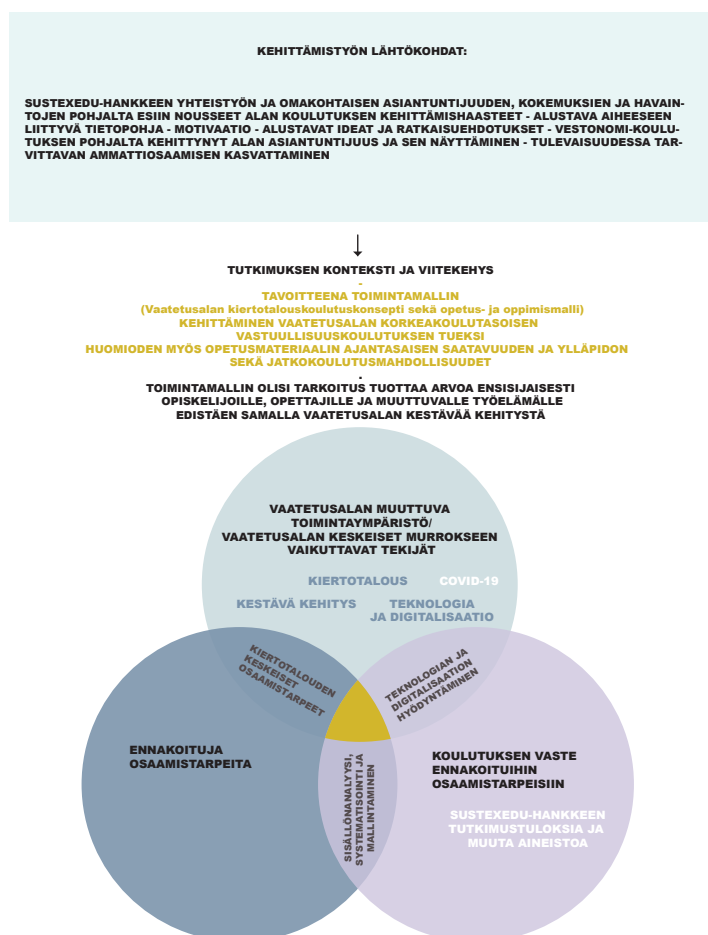 KEHITTÄMISTYÖN LÄHTÖKOHDAT:
SUSTEXEDU-HANKKEEN YHTEISTYÖN JA OMAKOHTAISEN ASIANTUNTIJUUDEN, KOKEMUKSIEN JA HAVAIN-
TOJEN POHJALTA ESIIN NOUSSEET ALAN KOULUTUKSEN KEHITTÄMISHAASTEET - ALUSTAVA AIHEESEEN
LIITTYVÄ TIETOPOHJA - MOTIVAATIO - ALUSTAVAT IDEAT JA RATKAISUEHDOTUKSET - VESTONOMI-KOULU-
TUKSEN POHJALTA KEHITTYNYT ALAN ASIANTUNTIJUUS JA SEN NÄYTTÄMINEN - TULEVAISUUDESSA TAR-
VITTAVAN AMMATTIOSAAMISEN KASVATTAMINEN
TUTKIMUKSEN KONTEKSTI JA VIITEKEHYS
-
TAVOITTEENA TOIMINTAMALLIN
(Vaatetusalan kiertotalouskoulutuskonsepti sekä opetus- ja oppimismalli)
KEHITTÄMINEN VAATETUSALAN KORKEAKOULUTASOISEN
VASTUULLISUUSKOULUTUKSEN TUEKSI
HUOMIODEN MYÖS OPETUSMATERIAALIN AJANTASAISEN SAATAVUUDEN JA YLLÄPIDON
SEKÄ JATKOKOULUTUSMAHDOLLISUUDET
-
TOIMINTAMALLIN OLISI TARKOITUS TUOTTAA ARVOA ENSISIJAISESTI
OPISKELIJOILLE, OPETTAJILLE JA MUUTTUVALLE TYÖELÄMÄLLE
EDISTÄEN SAMALLA VAATETUSALAN KESTÄVÄÄ KEHITYSTÄ
VAATETUSALAN MUUTTUVA
TOIMINTAYMPÄRISTÖ/
VAATETUSALAN KESKEISET MURROKSEEN
VAIKUTTAVAT TEKIJÄT
KIERTOTALOUS COVID-19
KESTÄVÄ KEHITYS TEKNOLOGIA
JA DIGITALISAATIO
KIERTOTALOUDEN
KESKEISET
OSAAMISTARPEET
TEKNOLOGIAN JA
DIGITALISAATION
HYÖDYNTÄMINEN
ENNAKOITUJA
OSAAMISTARPEITA
SISÄLLÖNANALYYSI,
SYSTEMATISOINTI JA
MALLINTAMINEN
KOULUTUKSEN VASTE
ENNAKOITUIHIN
OSAAMISTARPEISIIN
SUSTEXEDU-HANKKEEN
TUTKIMUSTULOKSIA JA
MUUTA AINEISTOA